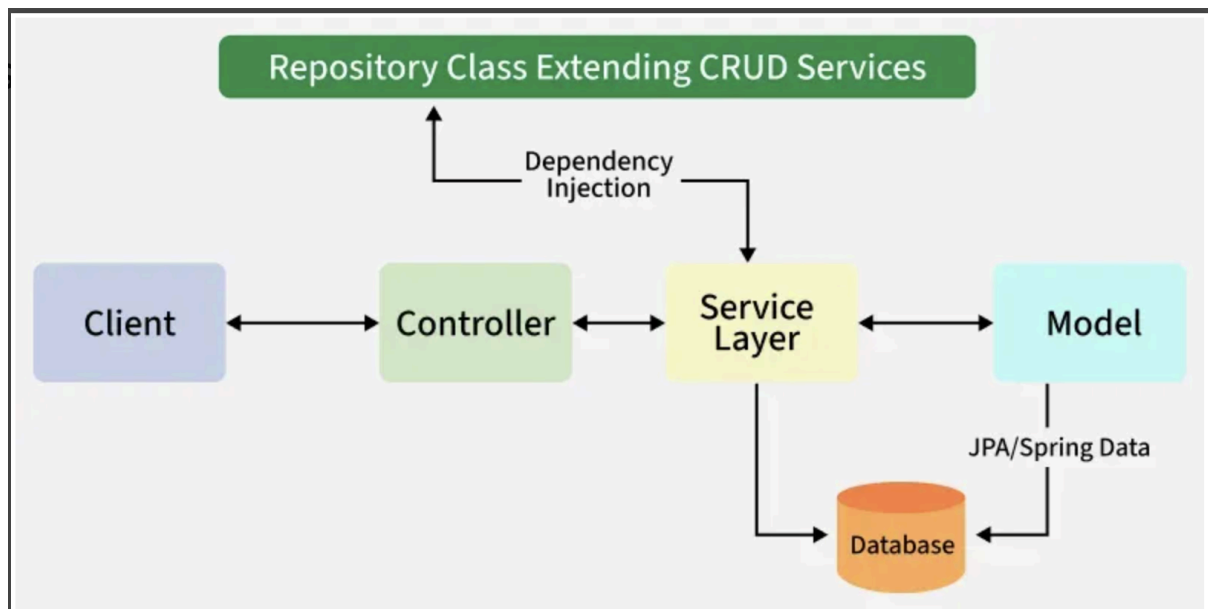 Repository Class Extending CRUD Services
Dependency
Injection
Client
Controller
Service
Layer
Model
JPA/Spring Data
Database